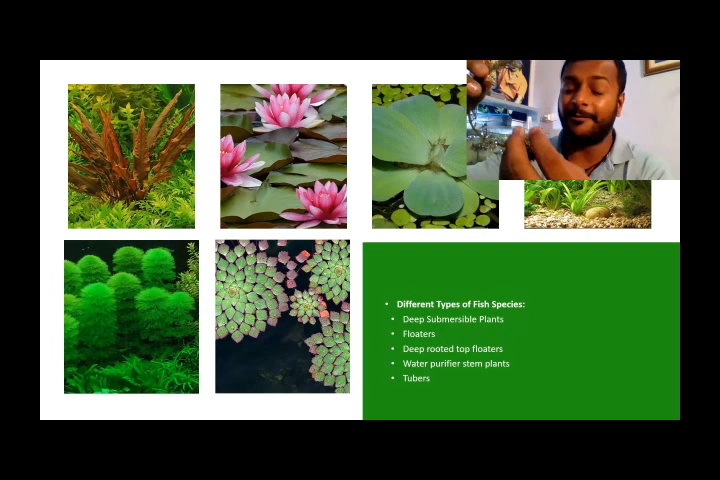 • Different Types of Fish Species:
• Deep Submersible Plants
• Floaters
• Deep rooted top floaters
• Water purifier stem plants
• Tubers